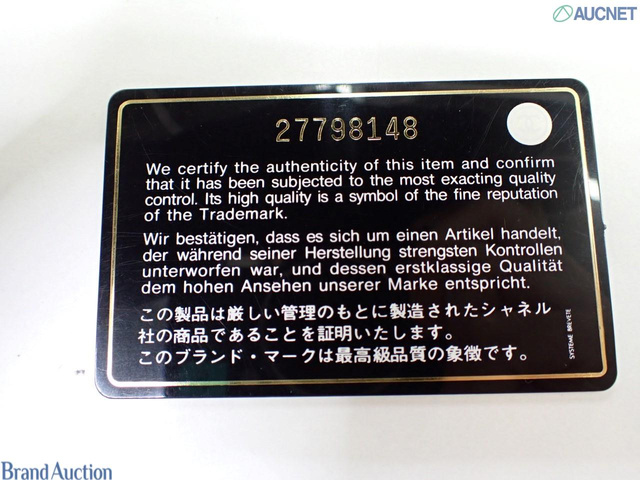 AUCNET
27798148
We certify the authenticity of this item and confirm
that it has been subjected to the most exacting quality
control. Its high quality is a symbol of the fine reputation
of the Trademark.
Wir bestätigen, dass es sich um einen Artikel handelt,
der während seiner Herstellung strengsten Kontrollen
unterworfen war, und dessen erstklassige Qualität
dem hohen Ansehen unserer Marke entspricht.
この製品は厳しい管理のもとに製造されたシャネル
社の商品であることを証明いたします。
このブランド・マークは最高級品質の象徴です。
SYSTEME BREVETE
Brand Auction